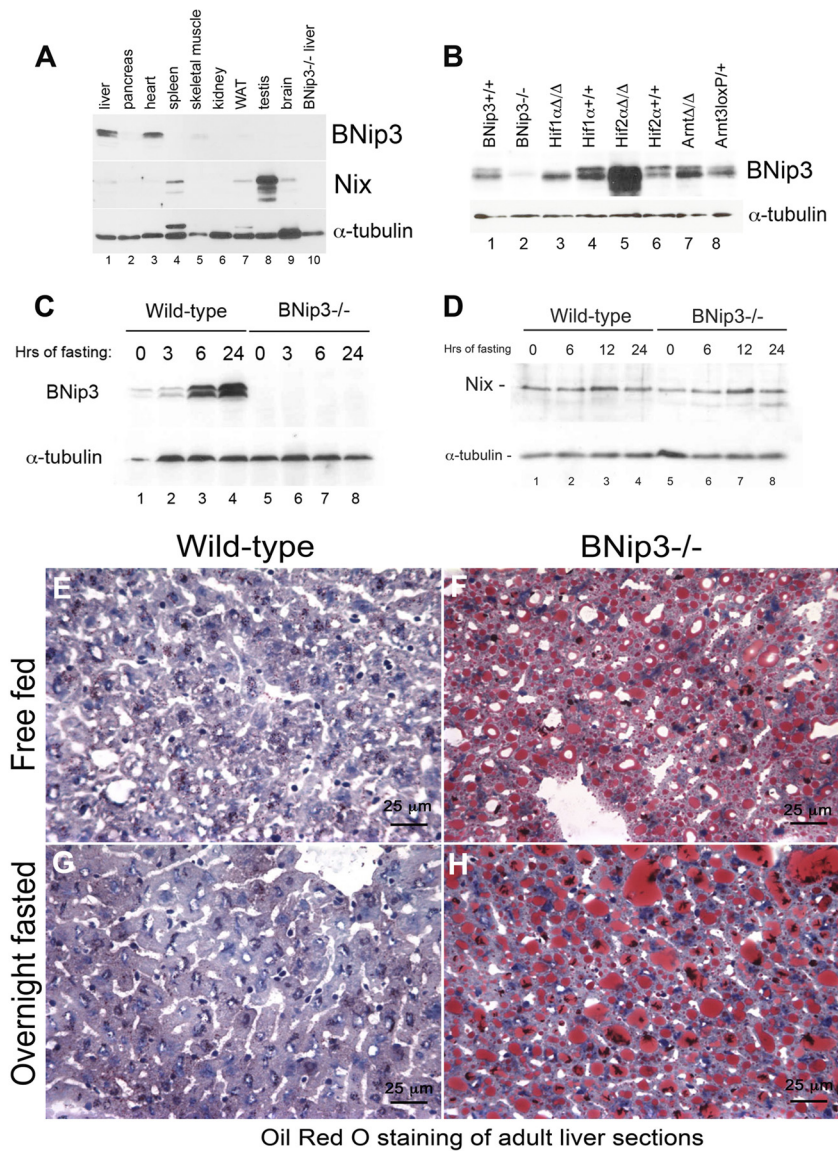 A
liver
pancreas
heart
spleen
skeletal muscle
kidney
WAT
testis
brain
BNip3-/- liver
BNip3
Nix
α-tubulin
1 2 3 4 5 6 7 8 9 10
B
BNip3+/+
BNip3-/-
Hif1αΔ/Δ
Hif1α+/+
Hif2αΔ/Δ
Hif2α+/+
ArntΔ/Δ
Arnt3loxP/+
BNip3
α-tubulin
1 2 3 4 5 6 7 8
C
Wild-type BNip3-/-
Hrs of fasting: 0 3 6 24 0 3 6 24
BNip3
α-tubulin
1 2 3 4 5 6 7 8
D
Wild-type BNip3-/-
Hrs of fasting 0 6 12 24 0 6 12 24
Nix -
α-tubulin -
1 2 3 4 5 6 7 8
Wild-type BNip3-/-
Free fed
E
25 μm
F
25 μm
Overnight fasted
G
25 μm
H
25 μm
Oil Red O staining of adult liver sections